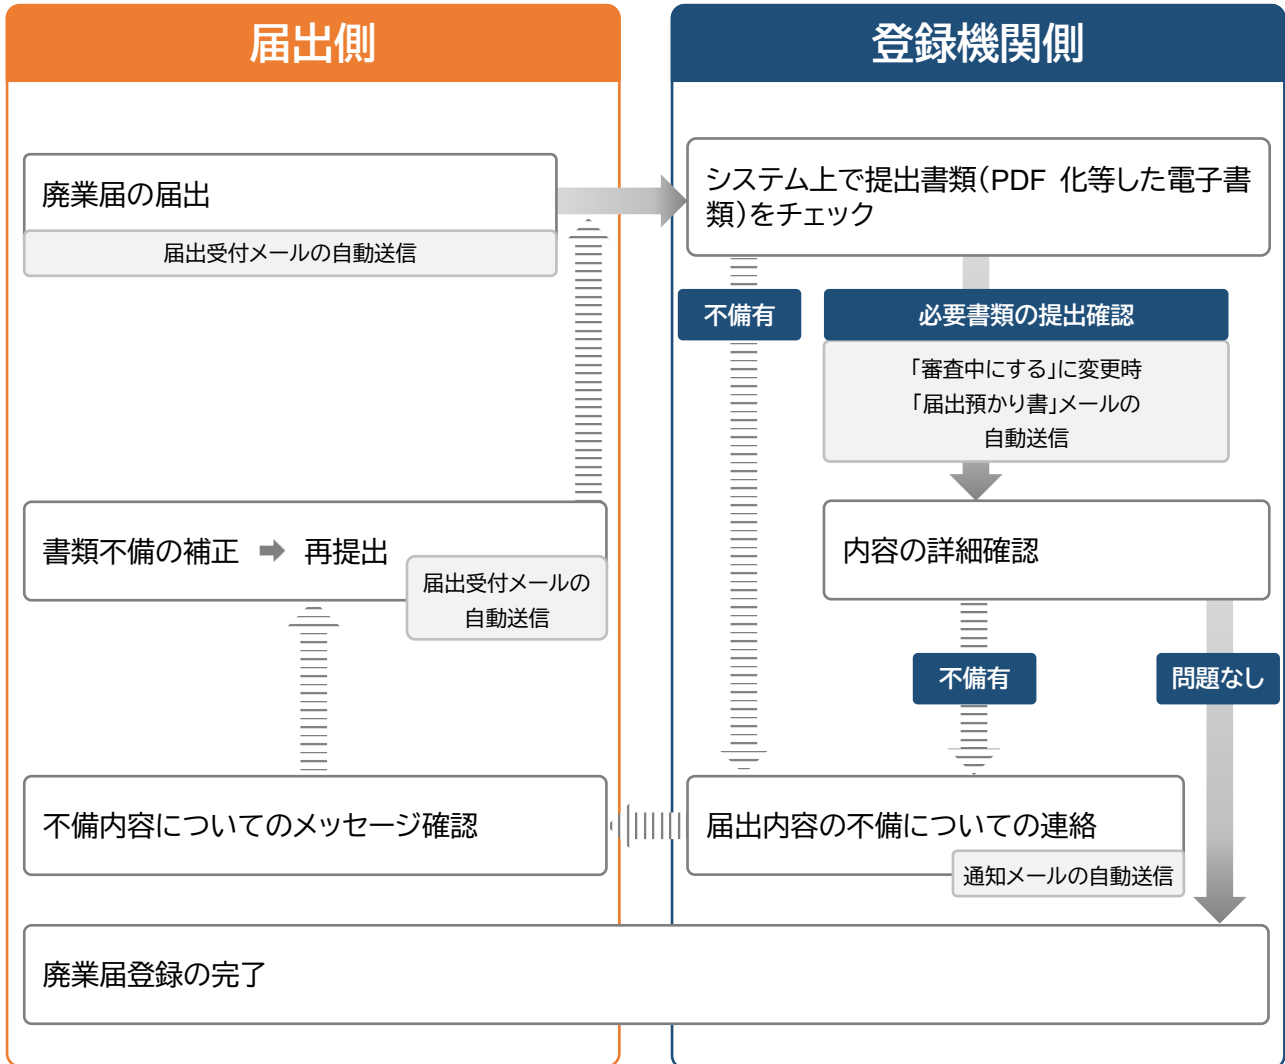 届出側
登録機関側
廃業届の届出
届出受付メールの自動送信
システム上で提出書類(PDF 化等した電子書
類)をチェック
不備有
必要書類の提出確認
「審査中にする」に変更時
「届出預かり書」メールの
自動送信
書類不備の補正 ➡ 再提出
届出受付メールの
自動送信
内容の詳細確認
不備有
問題なし
不備内容についてのメッセージ確認
届出内容の不備についての連絡
通知メールの自動送信
廃業届登録の完了